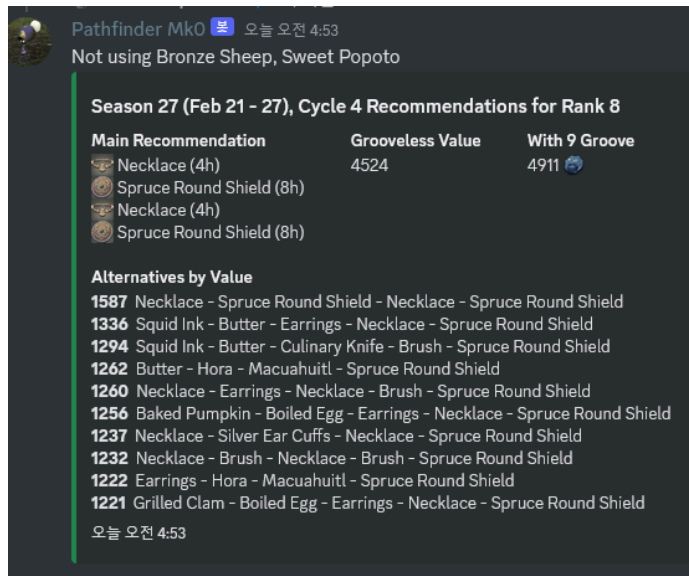 Pathfinder Mk0 봇 오늘 오전 4:53
Not using Bronze Sheep, Sweet Popoto
Season 27 (Feb 21 - 27), Cycle 4 Recommendations for Rank 8
Main Recommendation Grooveless Value With 9 Groove
Necklace (4h) 4524 4911
Spruce Round Shield (8h)
Necklace (4h)
Spruce Round Shield (8h)
Alternatives by Value
1587 Necklace - Spruce Round Shield - Necklace - Spruce Round Shield
1336 Squid Ink - Butter - Earrings - Necklace - Spruce Round Shield
1294 Squid Ink - Butter - Culinary Knife - Brush - Spruce Round Shield
1262 Butter - Hora - Macuahuitl - Spruce Round Shield
1260 Necklace - Earrings - Necklace - Brush - Spruce Round Shield
1256 Baked Pumpkin - Boiled Egg - Earrings - Necklace - Spruce Round Shield
1237 Necklace - Silver Ear Cuffs - Necklace - Spruce Round Shield
1232 Necklace - Brush - Necklace - Brush - Spruce Round Shield
1222 Earrings - Hora - Macuahuitl - Spruce Round Shield
1221 Grilled Clam - Boiled Egg - Earrings - Necklace - Spruce Round Shield
오늘 오전 4:53